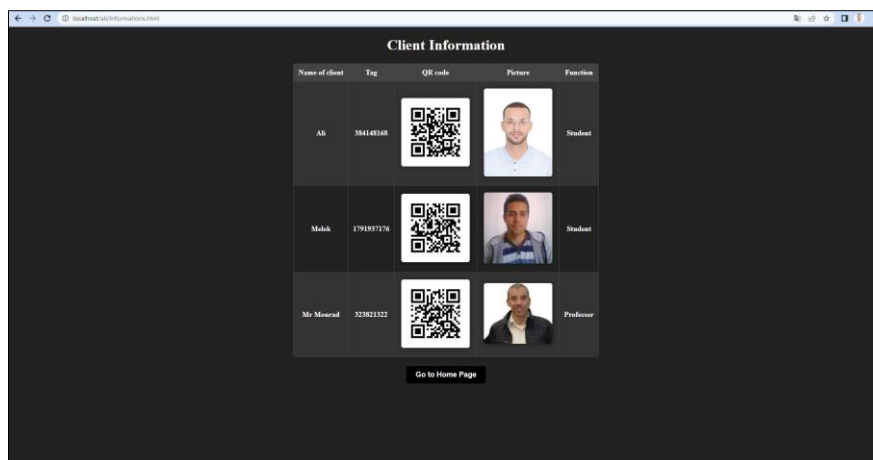 localhost/ali/Informations.html
Client Information
Name of client Tag QR code Picture Function
Ali 384148168 Student
Malek 1791937176 Student
Mr Mourad 323821322 Professor
Go to Home Page